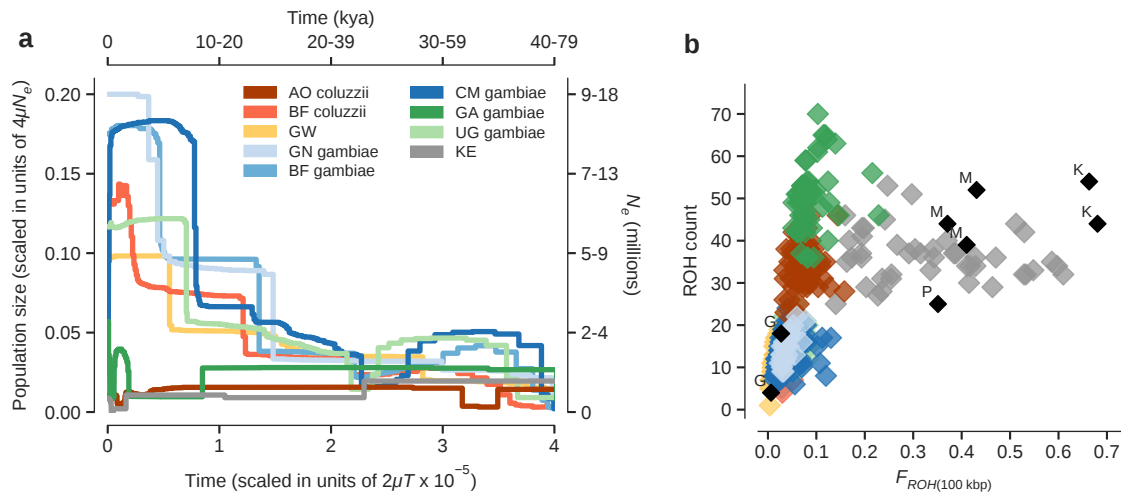 a
Time (kya)
0 10-20 20-39 30-59 40-79
Population size (scaled in units of 4μNe)
0.20
0.15
0.10
0.05
0.00
AO coluzzii
BF coluzzii
GW
GN gambiae
BF gambiae
CM gambiae
GA gambiae
UG gambiae
KE
9-18
7-13
5-9
2-4
0
Ne (millions)
0 1 2 3 4
Time (scaled in units of 2μT x 10⁻⁵)
b
ROH count
70
60
50
40
30
20
10
0
K
M
K
M
M
P
G
G
0.0 0.1 0.2 0.3 0.4 0.5 0.6 0.7
FROH(100 kbp)